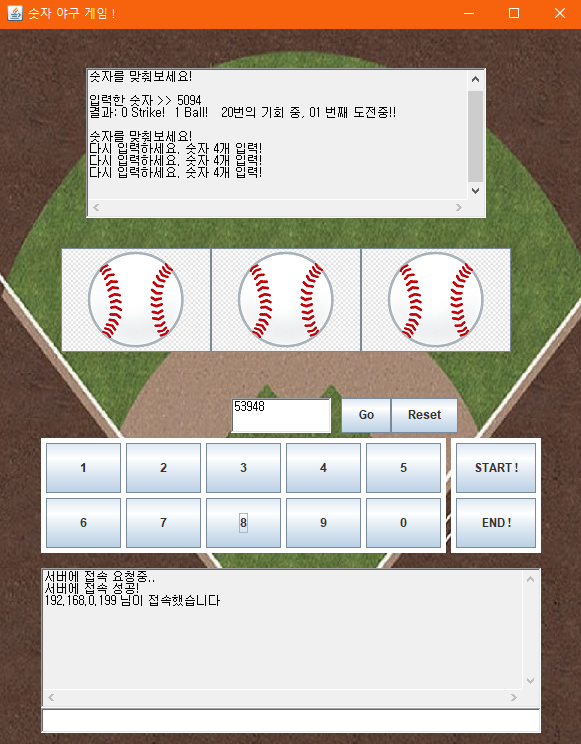 숫자 야구 게임 !
숫자를 맞춰보세요!
입력한 숫자 >> 5094
결과: 0 Strike! 1 Ball! 20번의 기회 중, 01 번째 도전중!!
숫자를 맞춰보세요!
다시 입력하세요. 숫자 4개 입력!
다시 입력하세요. 숫자 4개 입력!
다시 입력하세요. 숫자 4개 입력!
53948 Go Reset
1 2 3 4 5 START !
6 7 8 9 0 END !
서버에 접속 요청중..
서버에 접속 성공!
192.168.0.199 님이 접속했습니다